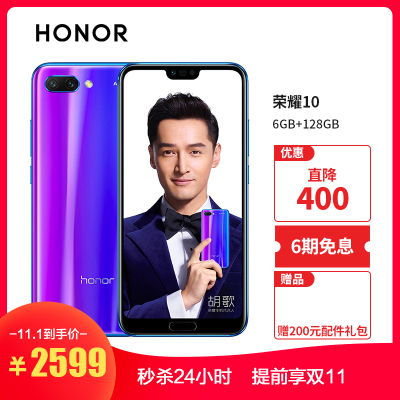 HONOR
荣耀10
6GB+128GB
优惠
直降
400
6期免息
赠品
赠200元配件礼包
honor
胡歌
–11.1到手价–
¥2599
秒杀24小时 提前享双11